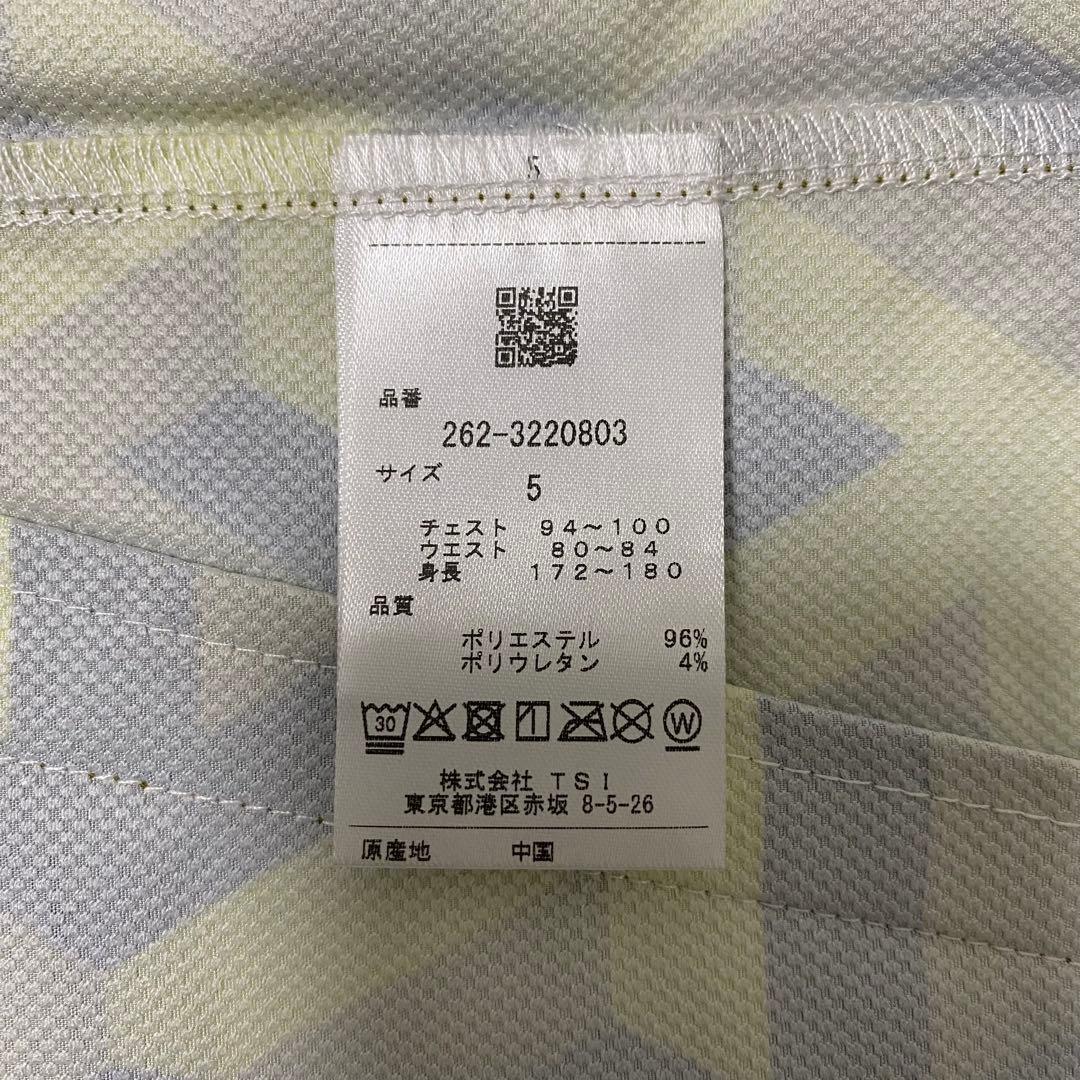 5
品番
262-3220803
サイズ
5
チェスト 94～100
ウエスト 80～84
身長 172～180
品質
ポリエステル 96%
ポリウレタン 4%
30 W
株式会社 TSI
東京都港区赤坂 8-5-26
原産地 中国